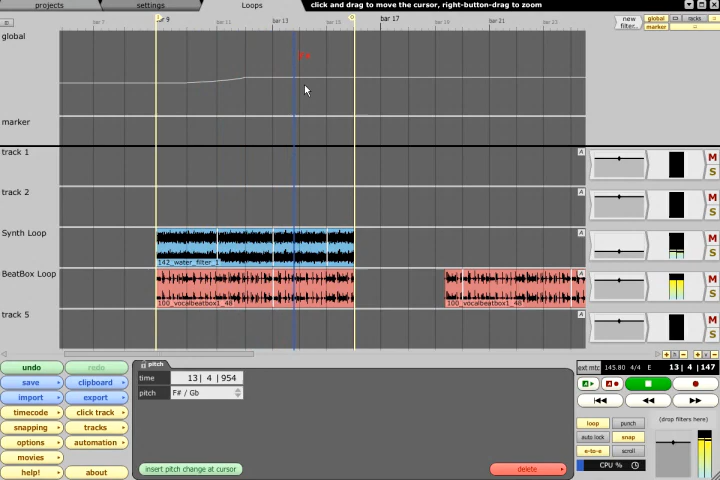 projects settings Loops click and drag to move the cursor, right-button-drag to zoom
bar 7 bar 9 bar 11 bar 13 bar 17 bar 19 bar 21 bar 23
new filter.. global racks
marker
global
marker
track 1 A M S
track 2 A M S
Synth Loop A M S
142_water_filter_1
BeatBox Loop A M S
100_vocalbeatbox1_48 100_vocalbeatbox1_48
track 5 A M S
undo redo
save clipboard
import export
timecode click track
snapping tracks
options automation
movies
help! about
pitch
time 13| 4 |954
pitch F# / Gb
insert pitch change at cursor delete
ext mtc 145.80 4/4 E 13| 4 |147
loop punch
auto lock snap
e-to-e scroll
CPU %
(drop filters here)